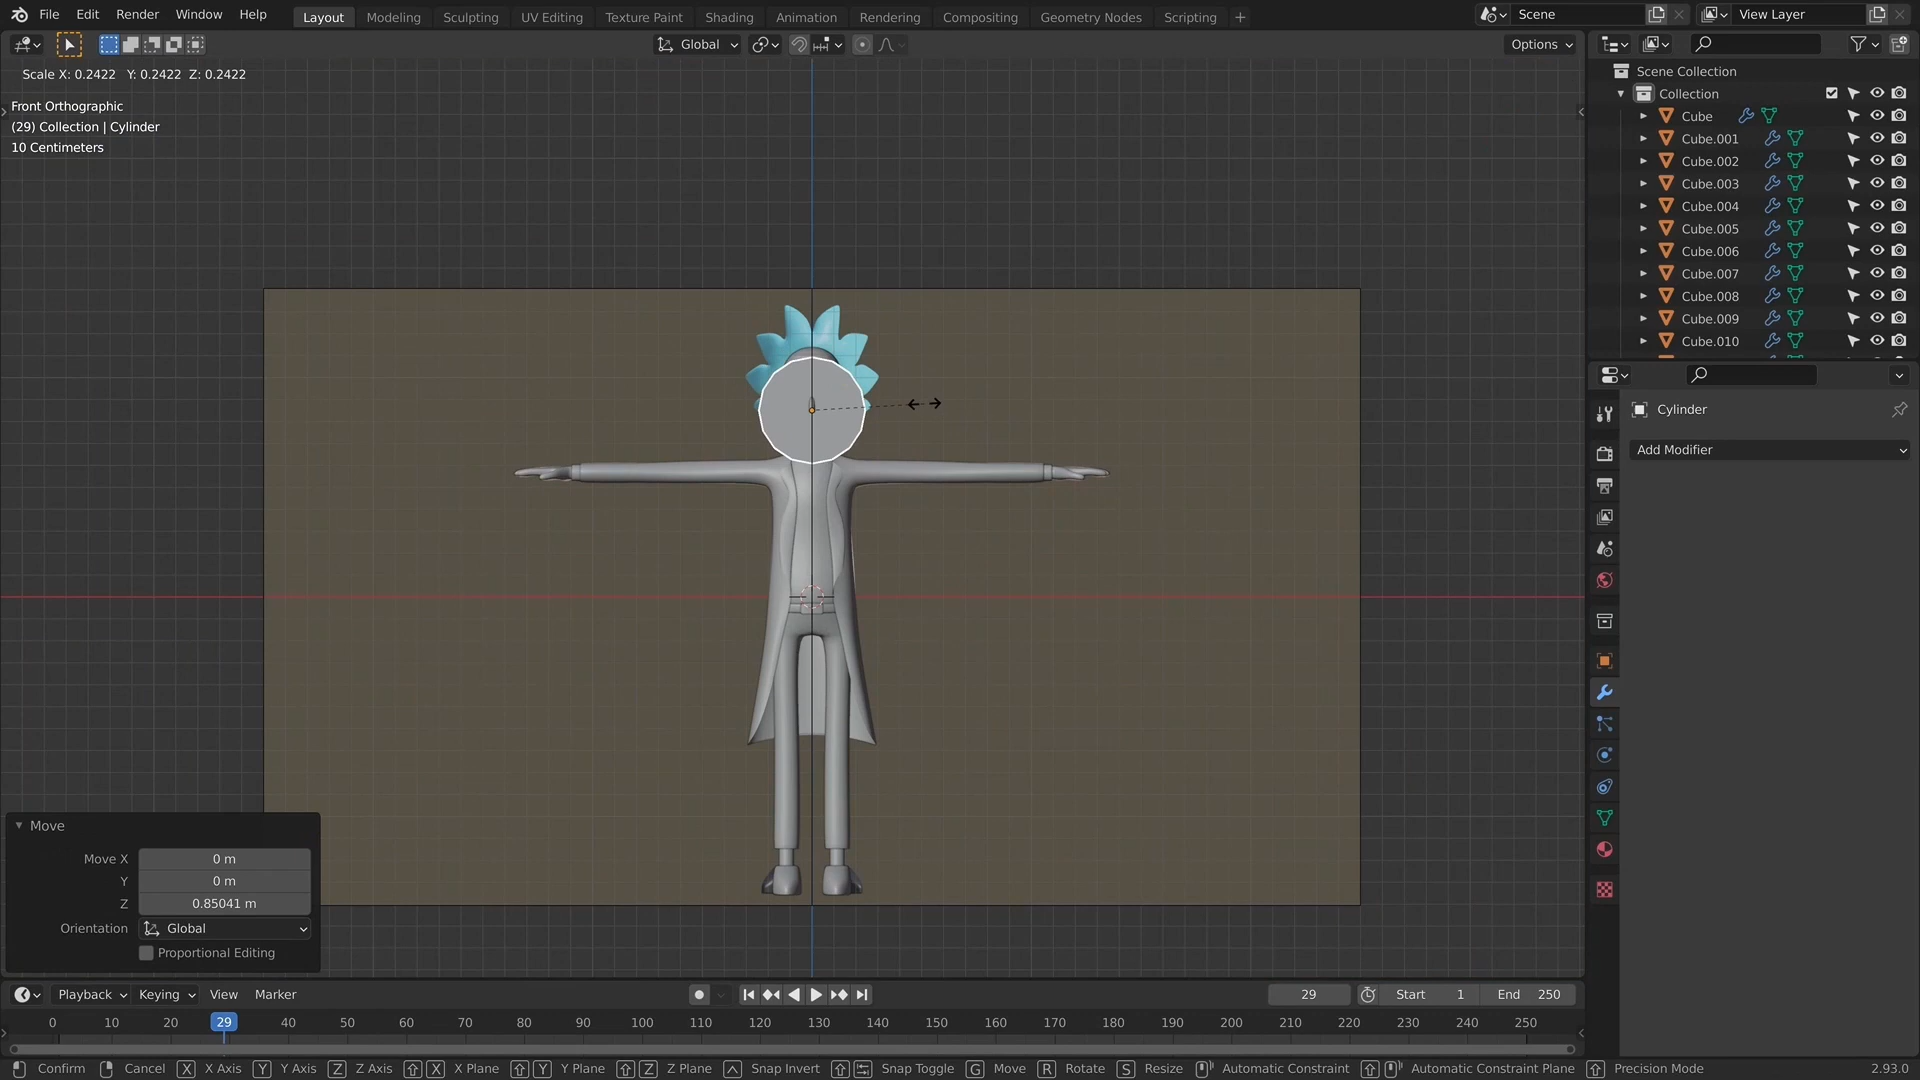 File Edit Render Window Help Layout Modeling Sculpting UV Editing Texture Paint Shading Animation Rendering Compositing Geometry Nodes Scripting + Scene View Layer
Global Options
Scale X: 0.2422 Y: 0.2422 Z: 0.2422
Front Orthographic
(29) Collection | Cylinder
10 Centimeters
Scene Collection
Collection
Cube
Cube.001
Cube.002
Cube.003
Cube.004
Cube.005
Cube.006
Cube.007
Cube.008
Cube.009
Cube.010
Cylinder
Add Modifier
Move
Move X 0 m
Y 0 m
Z 0.85041 m
Orientation Global
Proportional Editing
Playback Keying View Marker 29 Start 1 End 250
0 10 20 29 40 50 60 70 80 90 100 110 120 130 140 150 160 170 180 190 200 210 220 230 240 250
Confirm Cancel X X Axis Y Y Axis Z Z Axis X X Plane Y Y Plane Z Z Plane Snap Invert Snap Toggle G Move R Rotate S Resize Automatic Constraint Automatic Constraint Plane Precision Mode 2.93.0